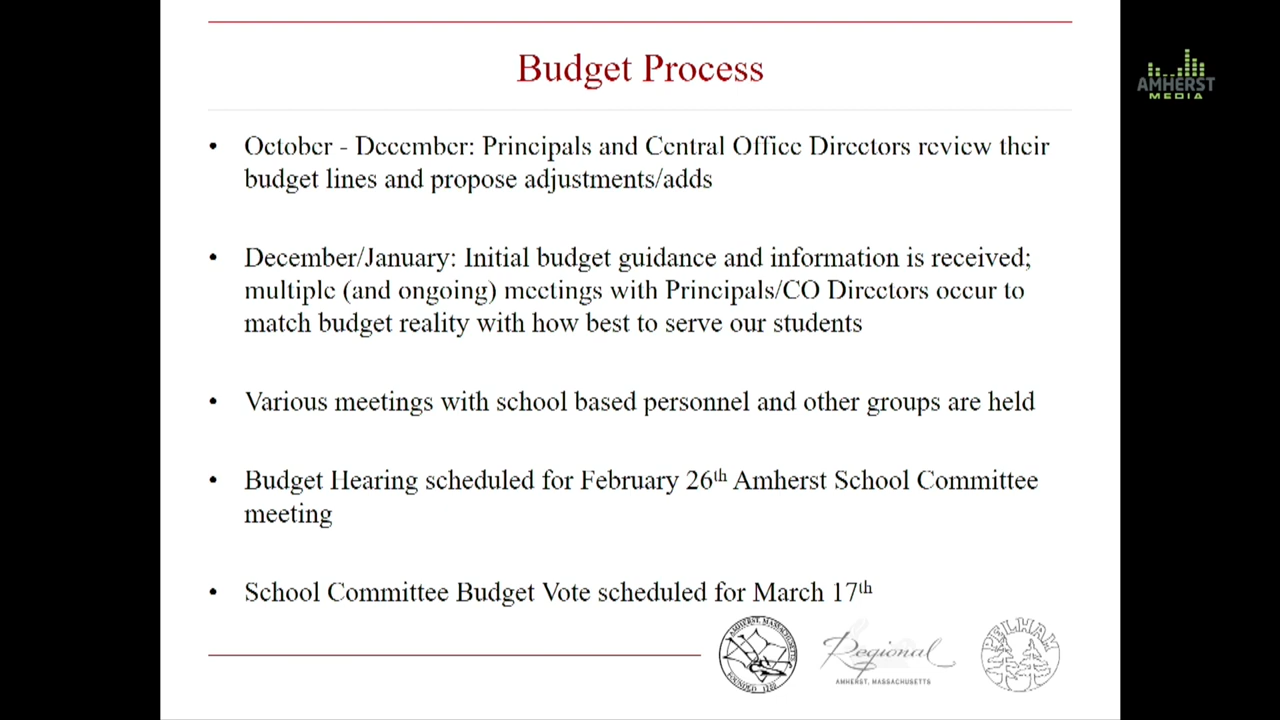 Budget Process
AMHERST
MEDIA
• October - December: Principals and Central Office Directors review their
budget lines and propose adjustments/adds
• December/January: Initial budget guidance and information is received;
multiple (and ongoing) meetings with Principals/CO Directors occur to
match budget reality with how best to serve our students
• Various meetings with school based personnel and other groups are held
• Budget Hearing scheduled for February 26th Amherst School Committee
meeting
• School Committee Budget Vote scheduled for March 17th
AMHERST, MASSACHUSETTS
FOUNDED
Regional
AMHERST, MASSACHUSETTS
PELHAM